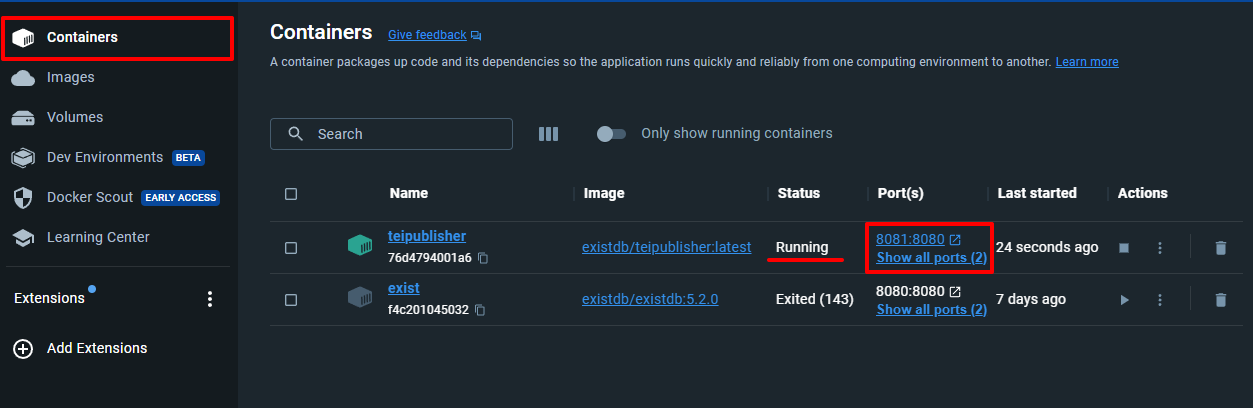 Containers
Images
Volumes
Dev Environments BETA
Docker Scout EARLY ACCESS
Learning Center
Extensions
Add Extensions
Containers Give feedback
A container packages up code and its dependencies so the application runs quickly and reliably from one computing environment to another. Learn more
Search Only show running containers
Name Image Status Port(s) Last started Actions
teipublisher existdb/teipublisher:latest Running 8081:8080 24 seconds ago
76d4794001a6 Show all ports (2)
exist existdb/existdb:5.2.0 Exited (143) 8080:8080 7 days ago
f4c201045032 Show all ports (2)